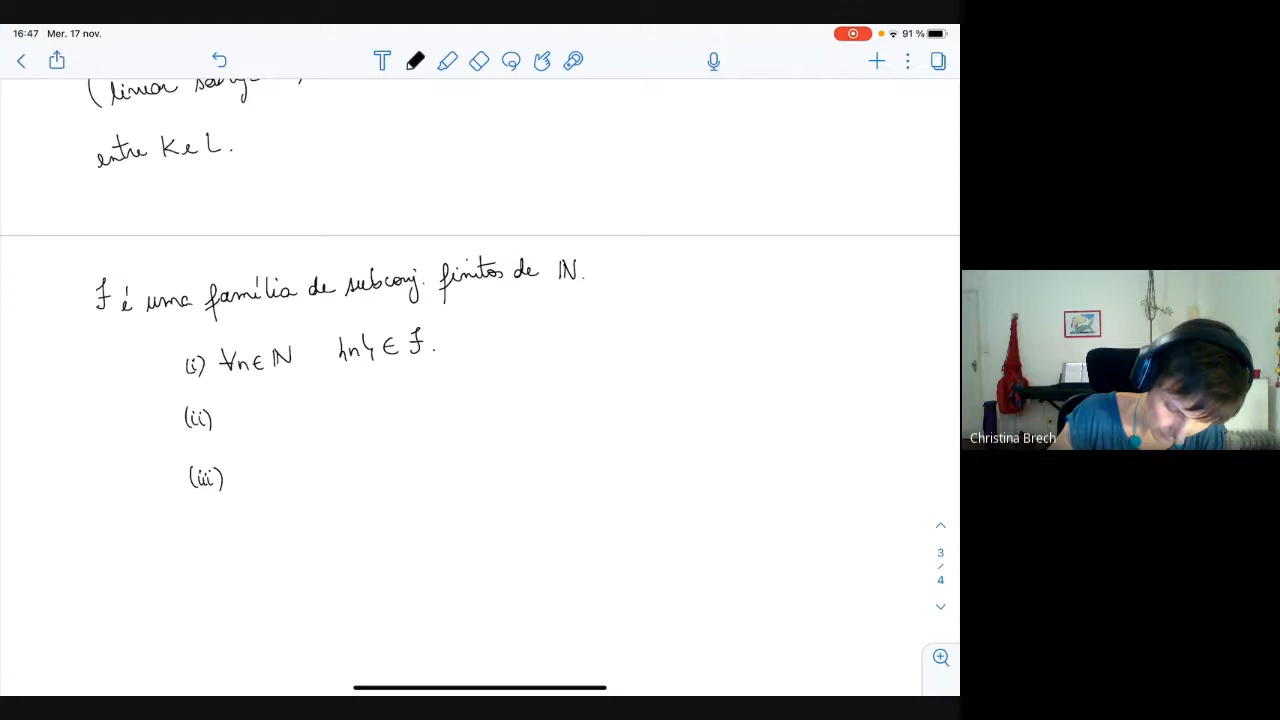 16:47 Mer. 17 nov.
91 %
(linear
entre K e L.
F é uma família de subconj. finitos de ℕ.
(i) ∀n∈ℕ {n} ∈ F.
(ii)
(iii)
3
/
4
Christina Brech